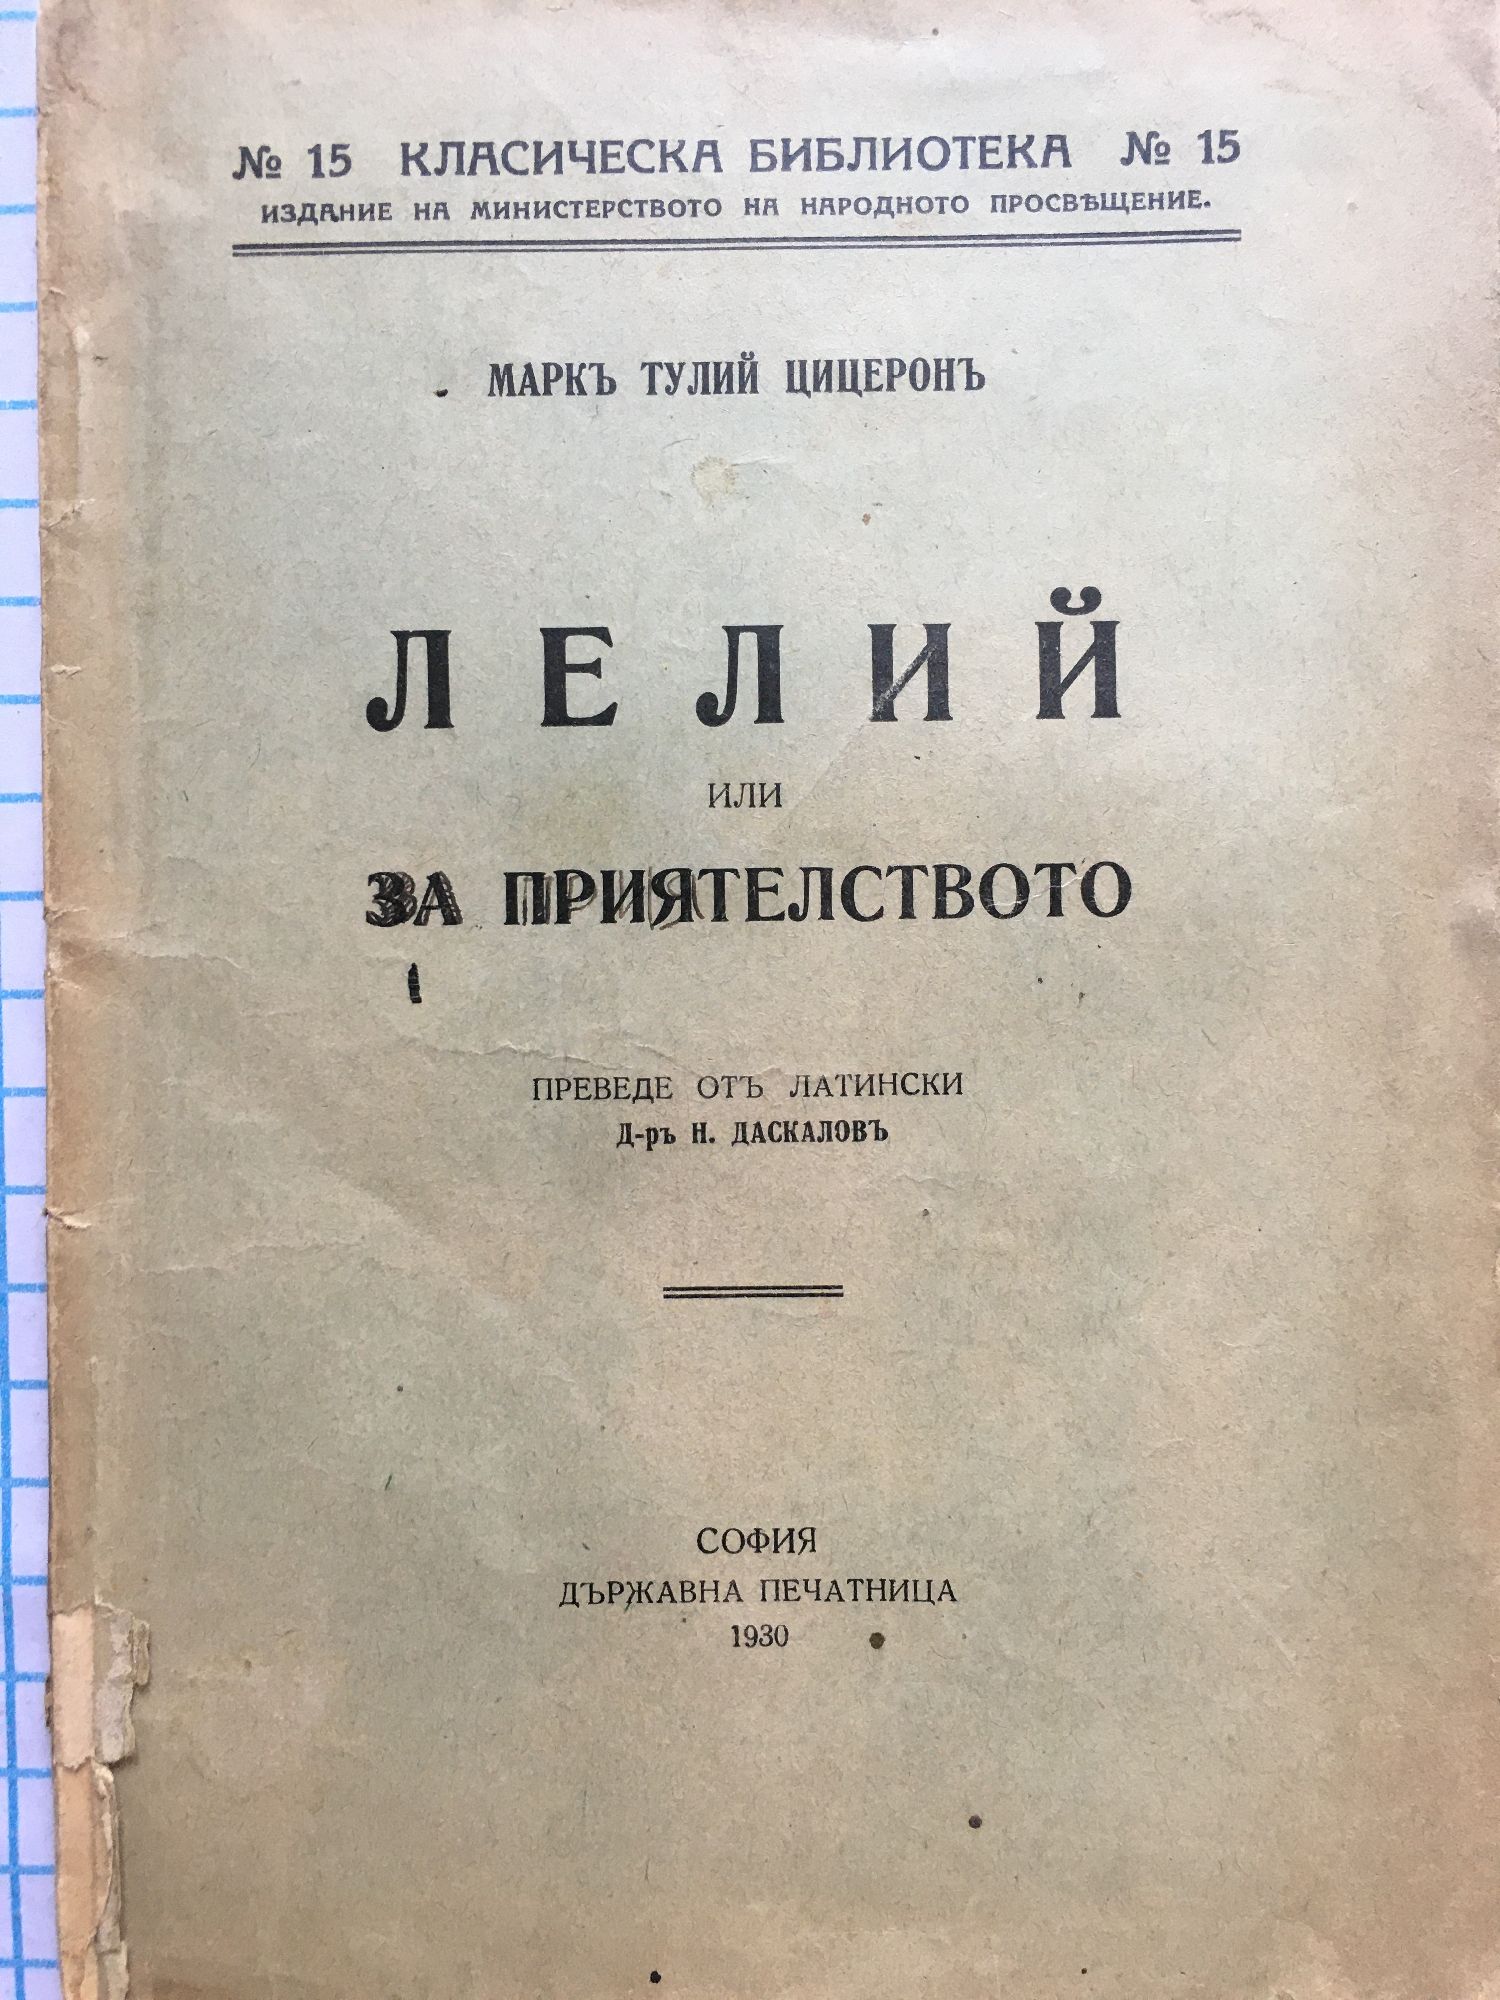 № 15 КЛАСИЧЕСКА БИБЛИОТЕКА № 15
ИЗДАНИЕ НА МИНИСТЕРСТВОТО НА НАРОДНОТО ПРОСВѢЩЕНИЕ.
МАРКЪ ТУЛИЙ ЦИЦЕРОНЪ
ЛЕЛИЙ
ИЛИ
ЗА ПРИЯТЕЛСТВОТО
ПРЕВЕДЕ ОТЪ ЛАТИНСКИ
Д-ръ Н. ДАСКАЛОВЪ
СОФИЯ
ДЪРЖАВНА ПЕЧАТНИЦА
1930